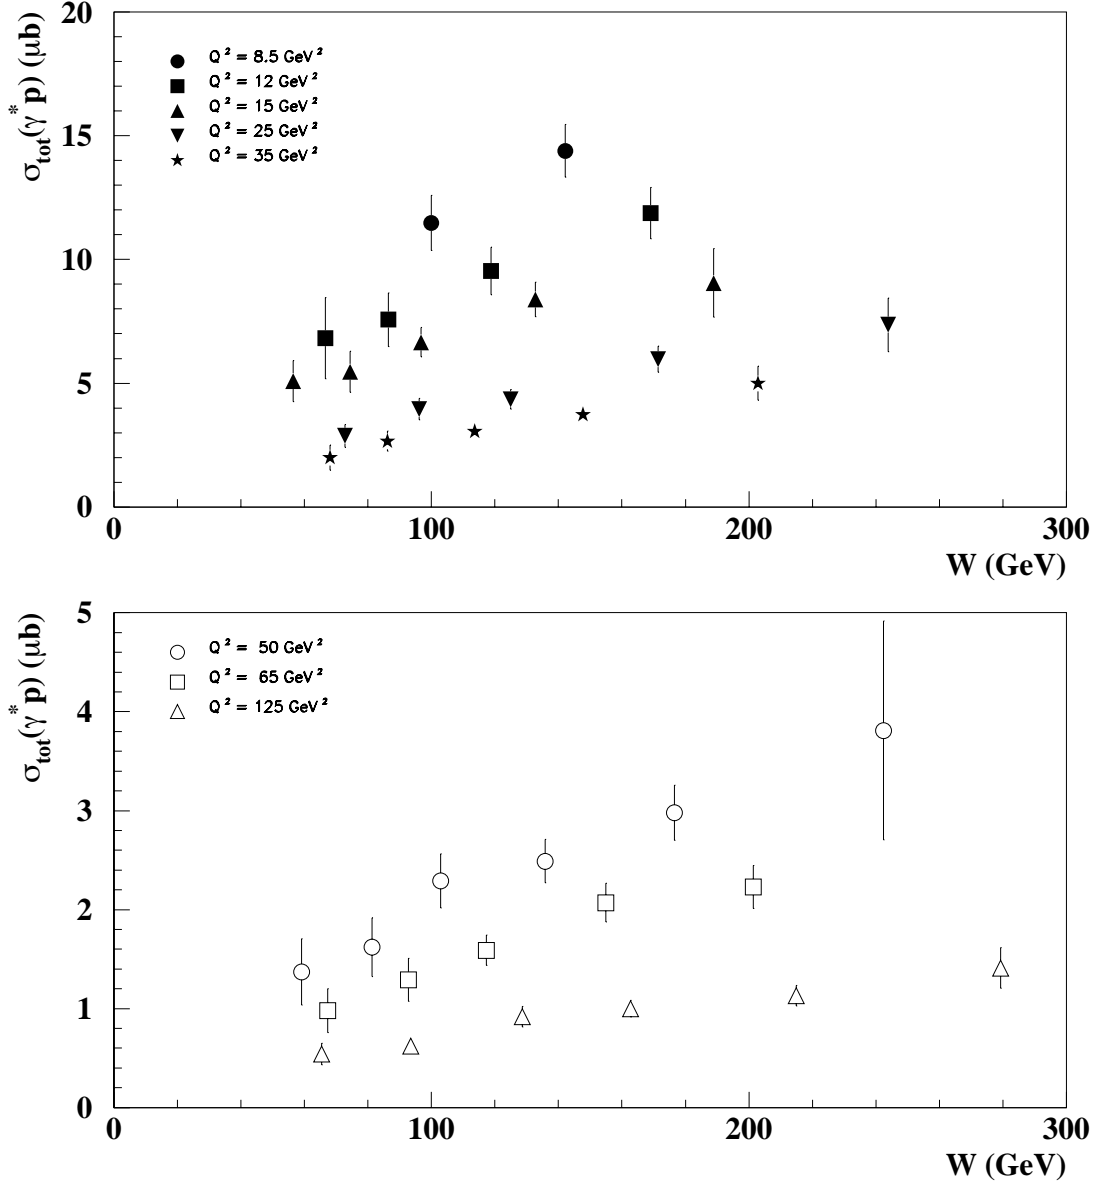 σtot(γ*p) (μb)
20
15
10
5
0
Q² = 8.5 GeV²
Q² = 12 GeV²
Q² = 15 GeV²
Q² = 25 GeV²
Q² = 35 GeV²
0 100 200 300
W (GeV)
σtot(γ*p) (μb)
5
4
3
2
1
0
Q² = 50 GeV²
Q² = 65 GeV²
Q² = 125 GeV²
0 100 200 300
W (GeV)